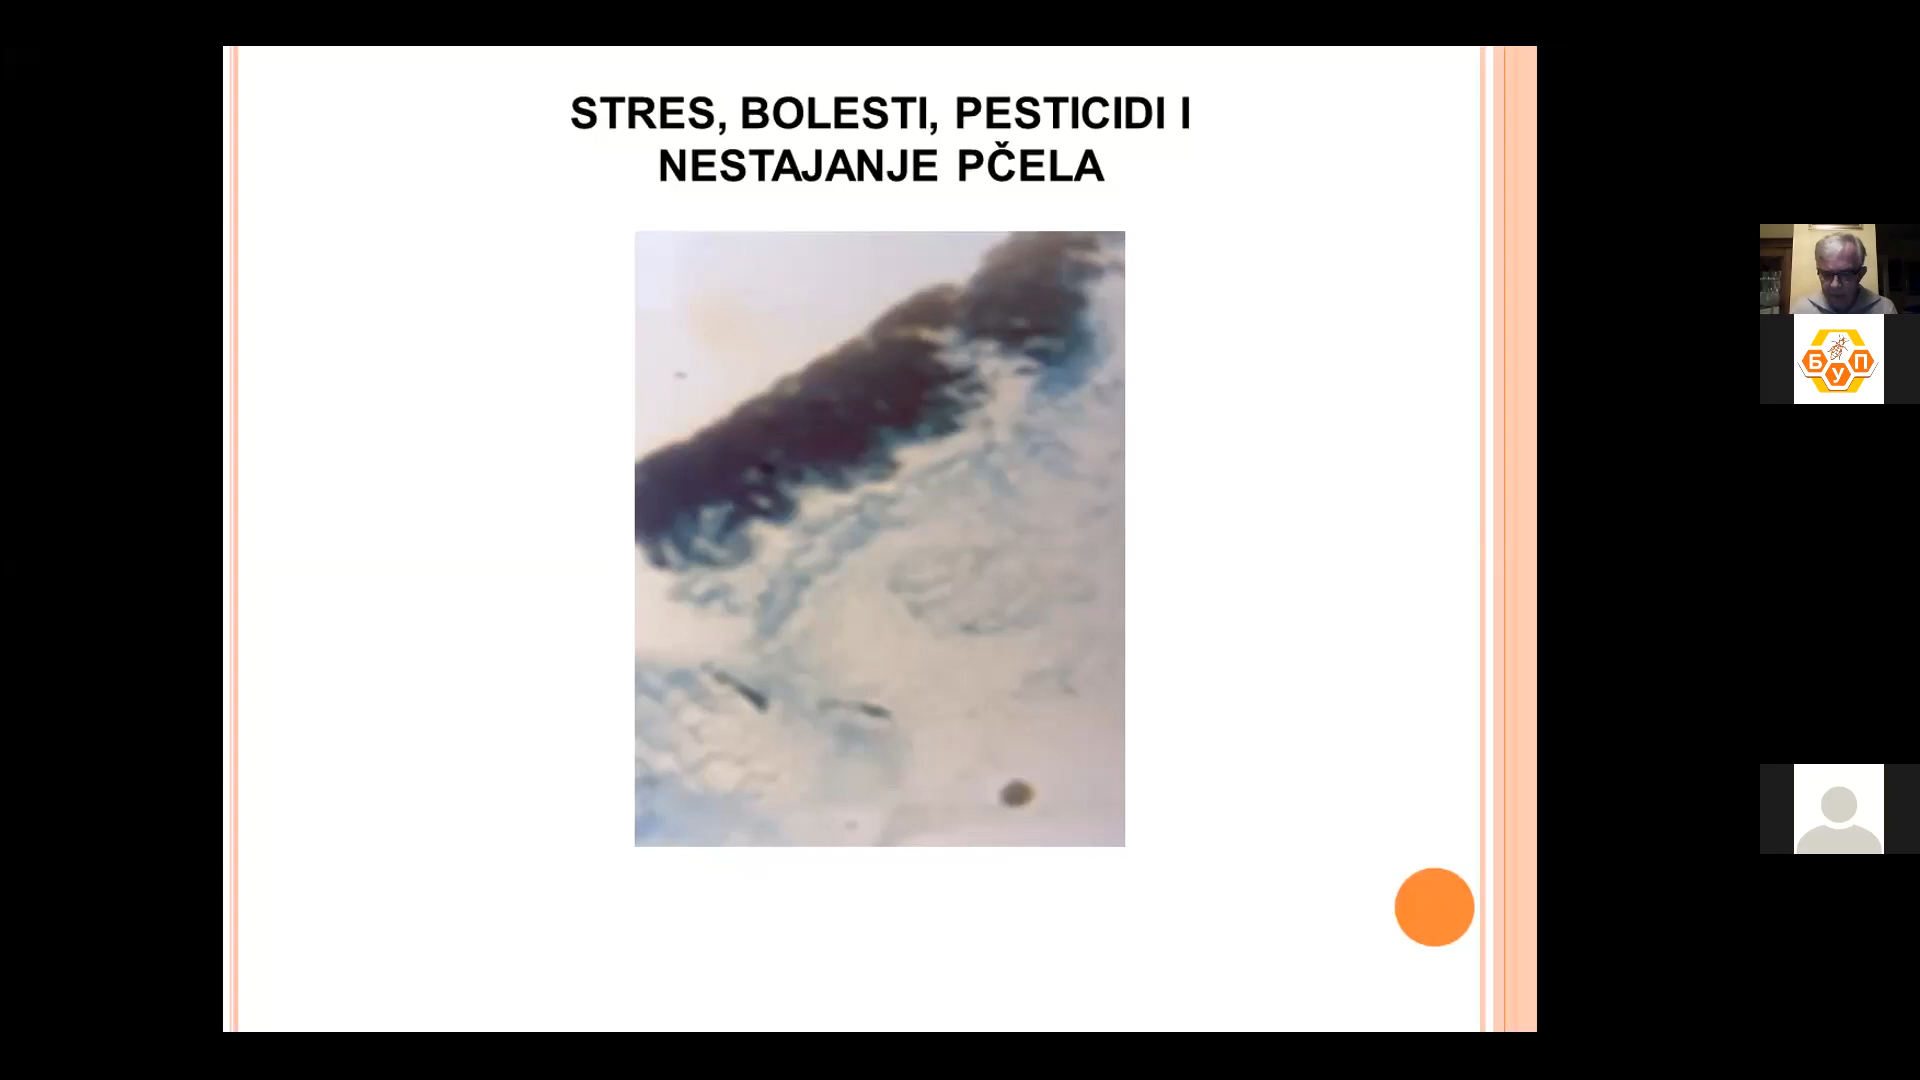 STRES, BOLESTI, PESTICIDI I
NESTAJANJE PČELA
Б У П